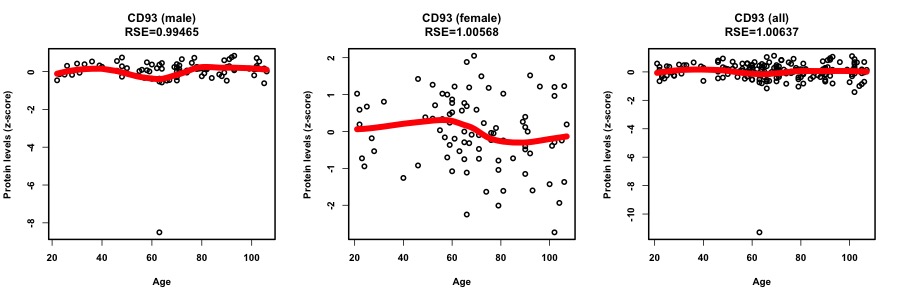 CD93 (male)
RSE=0.99465
Protein levels (z-score)
0
-2
-4
-6
-8
20 40 60 80 100
Age
CD93 (female)
RSE=1.00568
Protein levels (z-score)
2
1
0
-1
-2
20 40 60 80 100
Age
CD93 (all)
RSE=1.00637
Protein levels (z-score)
0
-2
-4
-6
-8
-10
20 40 60 80 100
Age